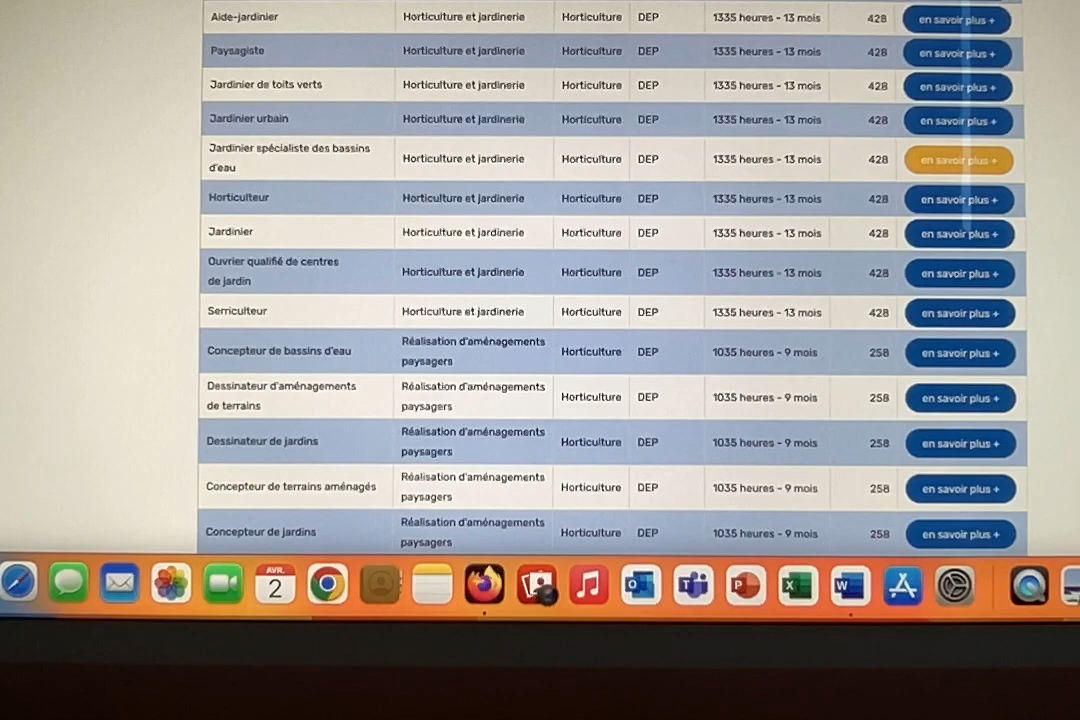 Aide-jardinier Horticulture et jardinerie Horticulture DEP 1335 heures - 13 mois 428 en savoir plus +
Paysagiste Horticulture et jardinerie Horticulture DEP 1335 heures - 13 mois 428 en savoir plus +
Jardinier de toits verts Horticulture et jardinerie Horticulture DEP 1335 heures - 13 mois 428 en savoir plus +
Jardinier urbain Horticulture et jardinerie Horticulture DEP 1335 heures - 13 mois 428 en savoir plus +
Jardinier spécialiste des bassins
d'eau Horticulture et jardinerie Horticulture DEP 1335 heures - 13 mois 428 en savoir plus +
Horticulteur Horticulture et jardinerie Horticulture DEP 1335 heures - 13 mois 428 en savoir plus +
Jardinier Horticulture et jardinerie Horticulture DEP 1335 heures - 13 mois 428 en savoir plus +
Ouvrier qualifié de centres
de jardin Horticulture et jardinerie Horticulture DEP 1335 heures - 13 mois 428 en savoir plus +
Serriculteur Horticulture et jardinerie Horticulture DEP 1335 heures - 13 mois 428 en savoir plus +
Concepteur de bassins d'eau Réalisation d'aménagements
paysagers Horticulture DEP 1035 heures - 9 mois 258 en savoir plus +
Dessinateur d'aménagements
de terrains Réalisation d'aménagements
paysagers Horticulture DEP 1035 heures - 9 mois 258 en savoir plus +
Dessinateur de jardins Réalisation d'aménagements
paysagers Horticulture DEP 1035 heures - 9 mois 258 en savoir plus +
Concepteur de terrains aménagés Réalisation d'aménagements
paysagers Horticulture DEP 1035 heures - 9 mois 258 en savoir plus +
Concepteur de jardins Réalisation d'aménagements
paysagers Horticulture DEP 1035 heures - 9 mois 258 en savoir plus +
AVR.
2
O T P X W